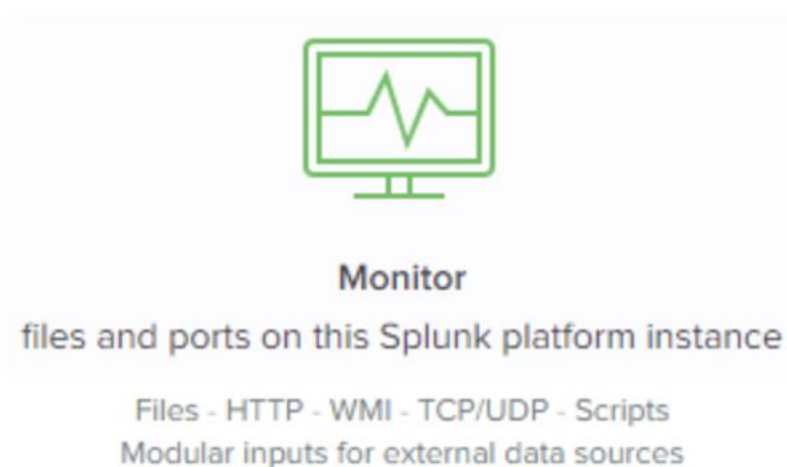 Monitor
files and ports on this Splunk platform instance
Files - HTTP - WMI - TCP/UDP - Scripts
Modular inputs for external data sources